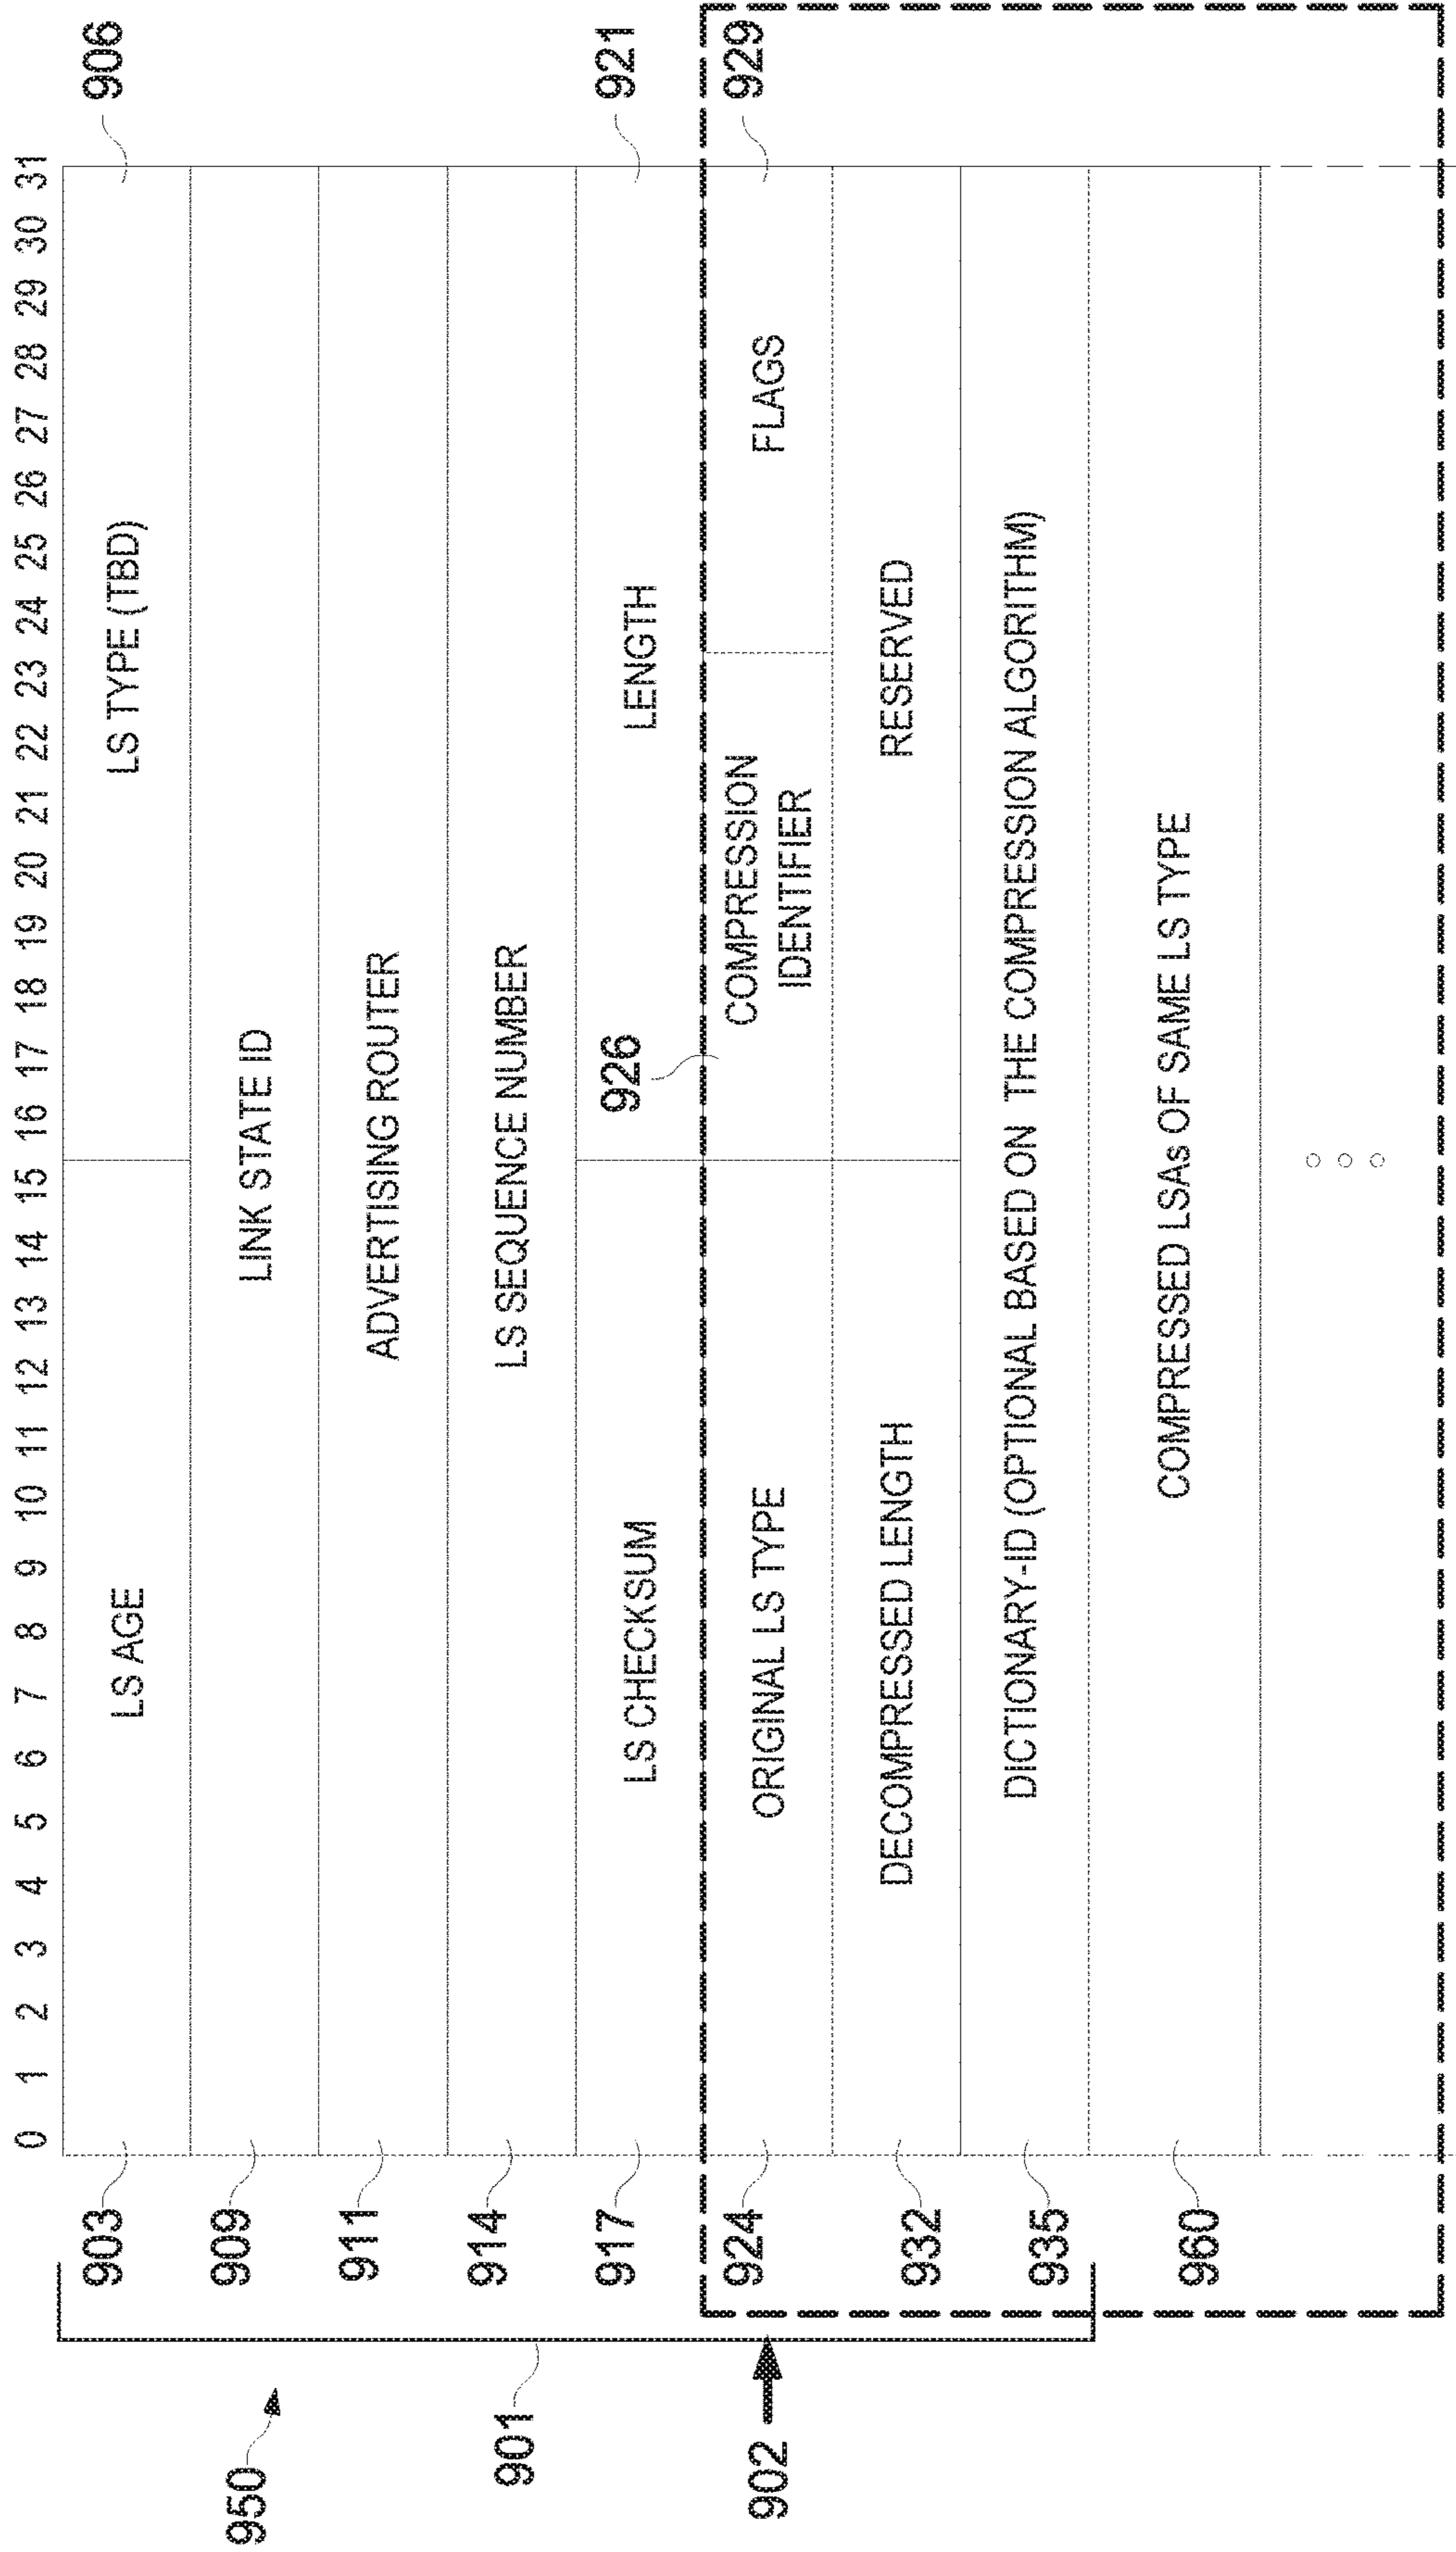 0 1 2 3 4 5 6 7 8 9 10 11 12 13 14 15 16 17 18 19 20 21 22 23 24 25 26 27 28 29 30 31
950
901
902
903
LS AGE
LS TYPE (TBD)
906
909
LINK STATE ID
911
ADVERTISING ROUTER
914
LS SEQUENCE NUMBER
917
LS CHECKSUM
LENGTH
921
926
924
ORIGINAL LS TYPE
COMPRESSION
IDENTIFIER
FLAGS
929
932
DECOMPRESSED LENGTH
RESERVED
935
DICTIONARY-ID (OPTIONAL BASED ON THE COMPRESSION ALGORITHM)
960
COMPRESSED LSAs OF SAME LS TYPE